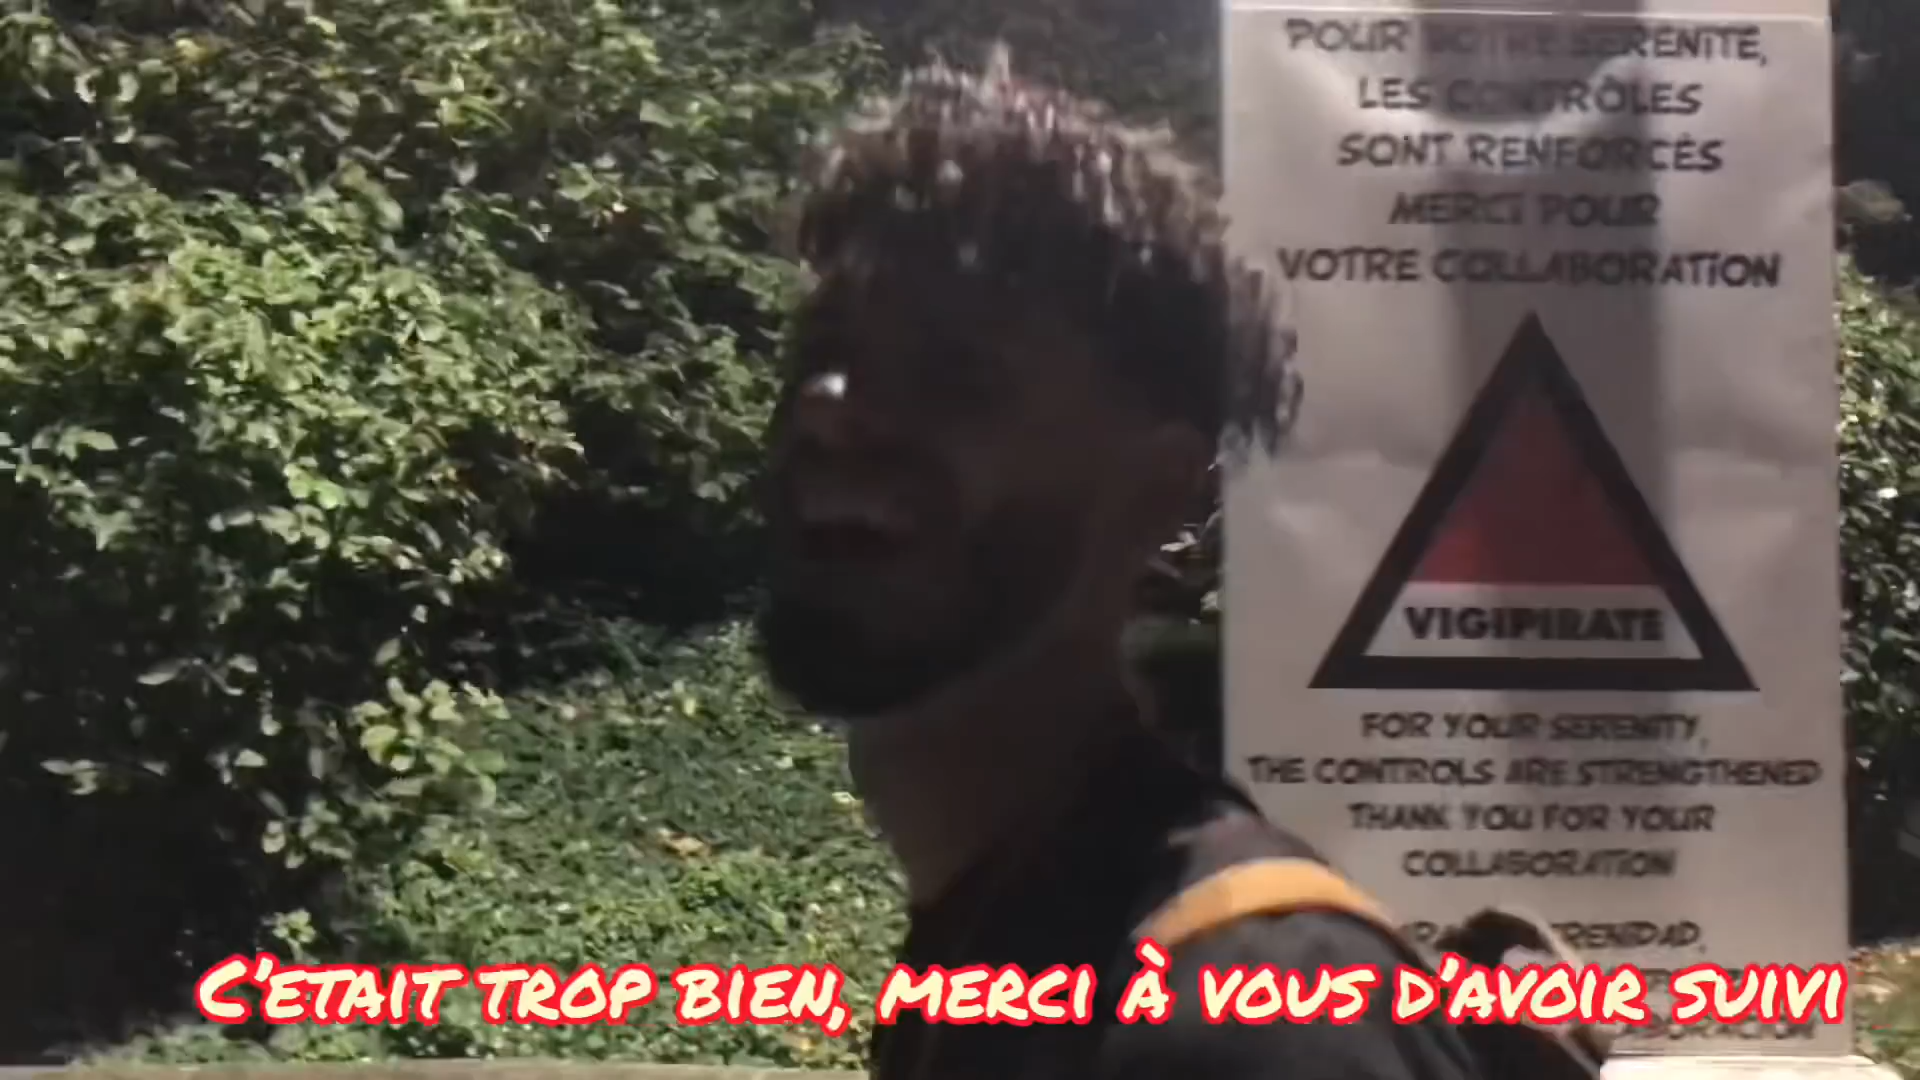 POUR VOTRE SERENITE,
LES CONTRÔLES
SONT RENFORCÉS
MERCI POUR
VOTRE COLLABORATION
VIGIPIRATE
FOR YOUR SERENITY,
THE CONTROLS ARE STRENGTHENED
THANK YOU FOR YOUR
COLLABORATION
C'ETAIT TROP BIEN, MERCI À VOUS D'AVOIR SUIVI